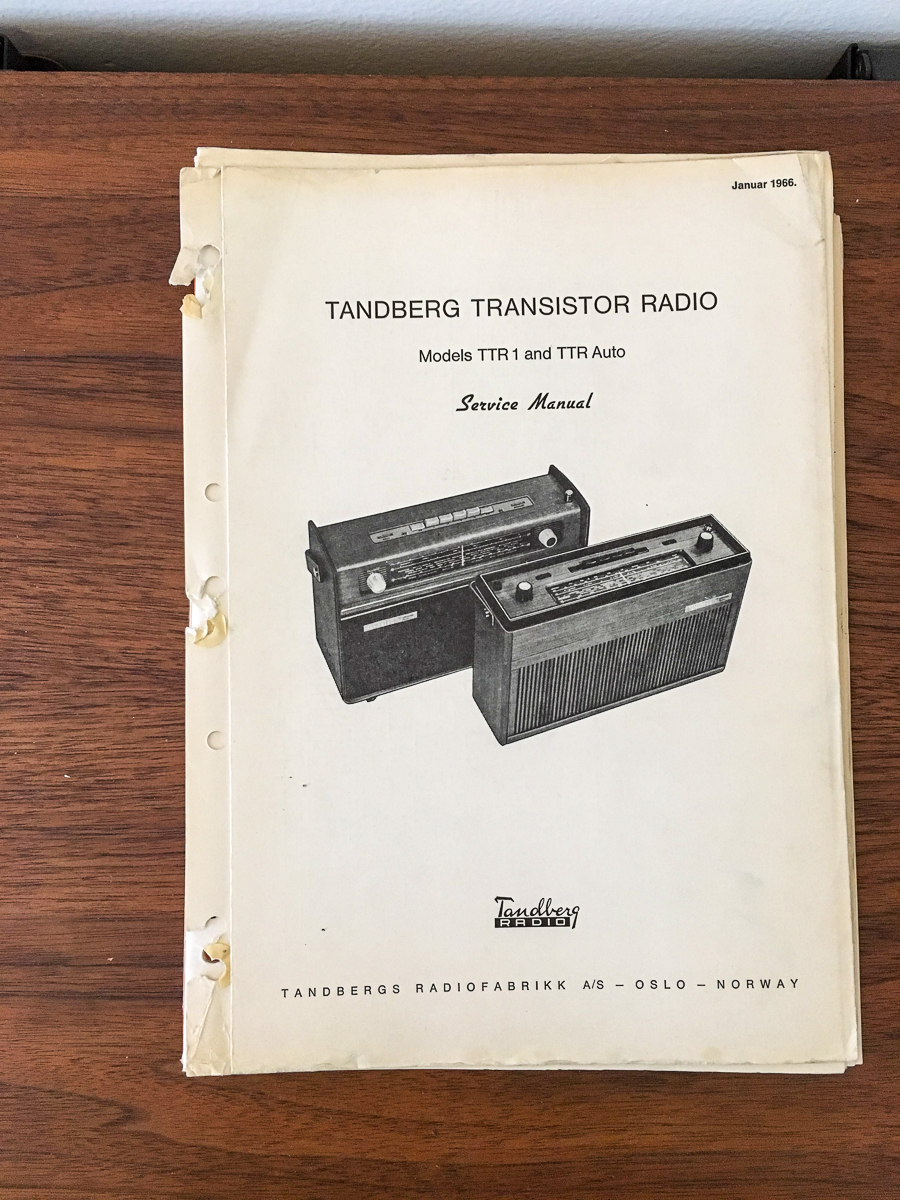 Januar 1966.
TANDBERG TRANSISTOR RADIO
Models TTR 1 and TTR Auto
Service Manual
Tandberg
RADIO
TANDBERGS RADIOFABRIKK A/S – OSLO – NORWAY